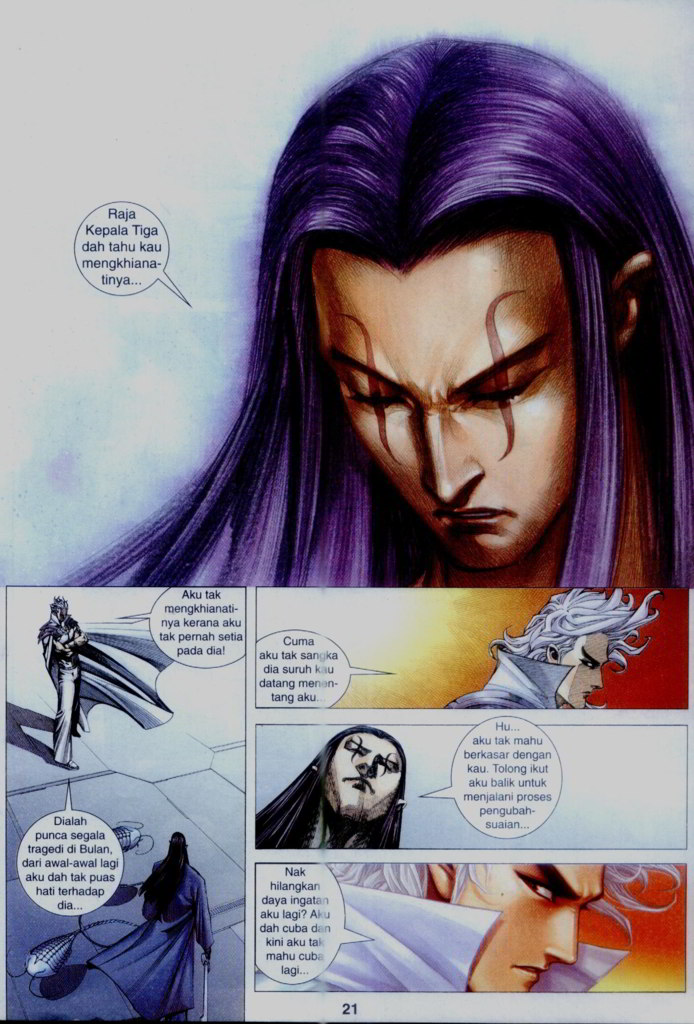 Raja
Kepala Tiga
dah tahu kau
mengkhiana-
tinya...
Aku tak
mengkhianati-
nya kerana aku
tak pernah setia
pada dia!
Dialah
punca segala
tragedi di Bulan,
dari awal-awal lagi
aku dah tak puas
hati terhadap
dia...
Cuma
aku tak sangka
dia suruh kau
datang menen-
tang aku...
Hu...
aku tak mahu
berkasar dengan
kau. Tolong ikut
aku balik untuk
menjalani proses
pengubah-
suaian...
Nak
hilangkan
daya ingatan
aku lagi? Aku
dah cuba dan
kini aku tak
mahu cuba
lagi...
21